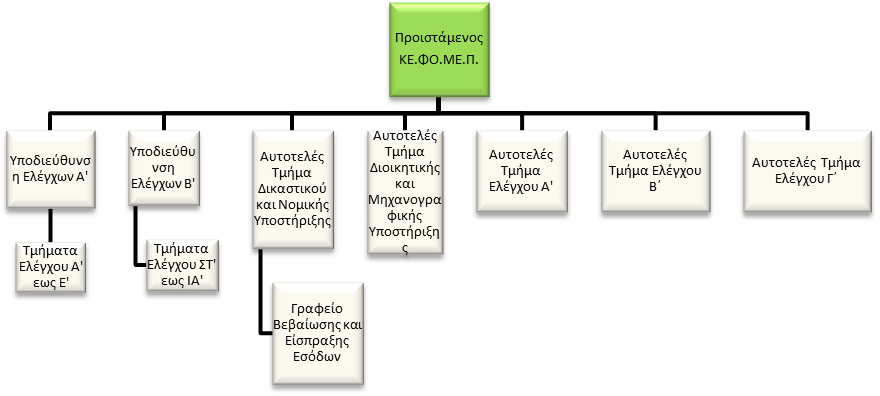 Προιστάμενος
ΚΕ.ΦΟ.ΜΕ.Π.
Υποδιεύθυνσ
η Ελέγχων Α'
Υποδιεύθυ
νση
Ελέγχων Β'
Αυτοτελές
Τμήμα
Δικαστικού
και Νομικής
Υποστήριξης
Αυτοτελές
Τμήμα
Διοικητικής
και
Μηχανογρα
φικής
Υποστήριξη
ς
Αυτοτελές
Τμήμα
Ελέγχου Α'
Αυτοτελές
Τμήμα Ελέγχου
Β΄
Αυτοτελές Τμήμα
Ελέγχου Γ΄
Τμήματα
Ελέγχου Α'
εως Ε'
Τμήματα
Ελέγχου ΣΤ'
εως ΙΑ'
Γραφείο
Βεβαίωσης και
Είσπραξης
Εσόδων